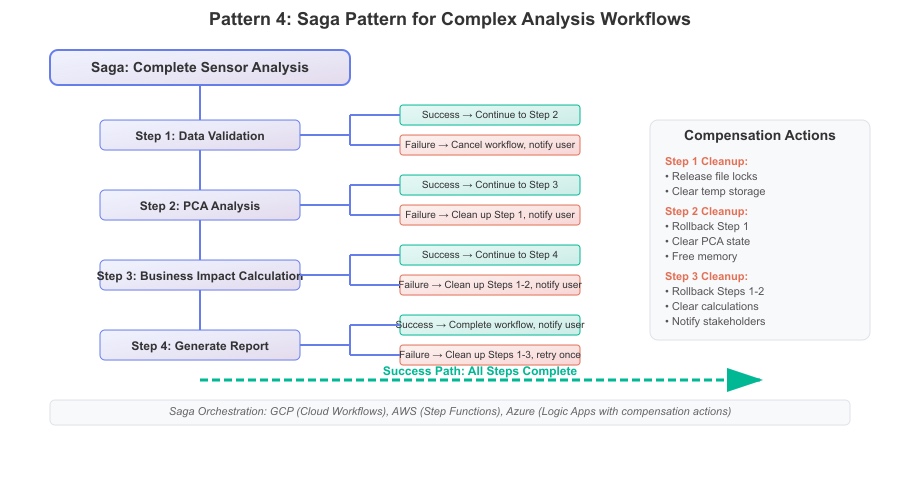 Pattern 4: Saga Pattern for Complex Analysis Workflows
Saga: Complete Sensor Analysis
Step 1: Data Validation
Success → Continue to Step 2
Failure → Cancel workflow, notify user
Step 2: PCA Analysis
Success → Continue to Step 3
Failure → Clean up Step 1, notify user
Step 3: Business Impact Calculation
Success → Continue to Step 4
Failure → Clean up Steps 1-2, notify user
Step 4: Generate Report
Success → Complete workflow, notify user
Failure → Clean up Steps 1-3, retry once
Compensation Actions
Step 1 Cleanup:
• Release file locks
• Clear temp storage
Step 2 Cleanup:
• Rollback Step 1
• Clear PCA state
• Free memory
Step 3 Cleanup:
• Rollback Steps 1-2
• Clear calculations
• Notify stakeholders
Success Path: All Steps Complete
Saga Orchestration: GCP (Cloud Workflows), AWS (Step Functions), Azure (Logic Apps with compensation actions)